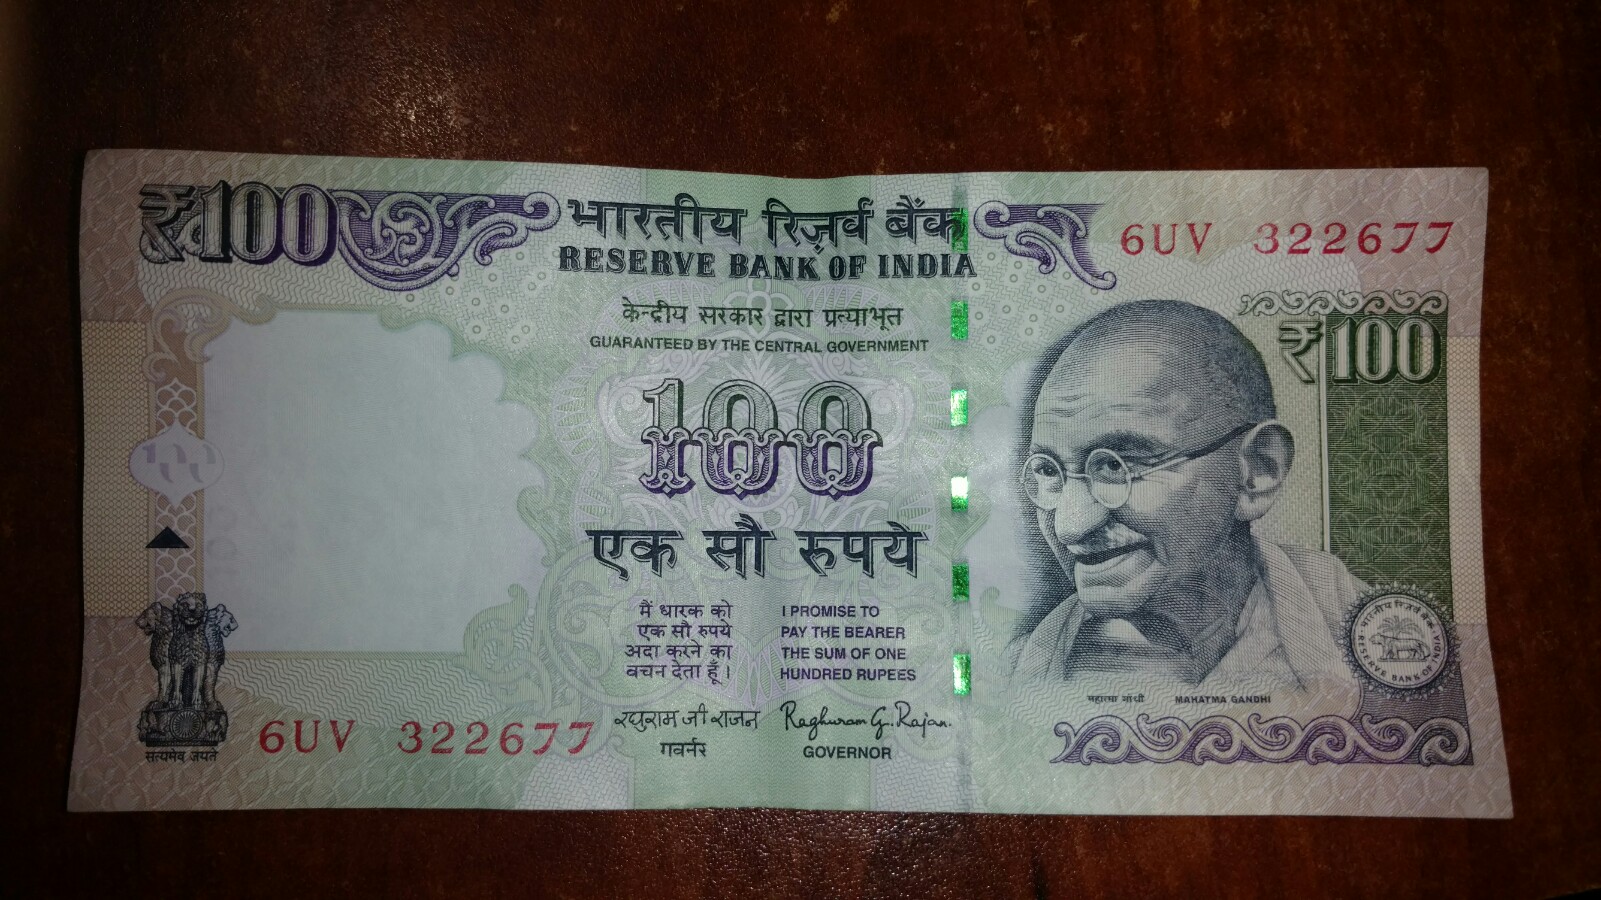 ₹100
भारतीय रिज़र्व बैंक
RESERVE BANK OF INDIA
6UV 322677
केन्द्रीय सरकार द्वारा प्रत्याभूत
GUARANTEED BY THE CENTRAL GOVERNMENT
₹100
100
एक सौ रुपये
मैं धारक को
एक सौ रुपये
अदा करने का
वचन देता हूँ।
I PROMISE TO
PAY THE BEARER
THE SUM OF ONE
HUNDRED RUPEES
रघुराम जी राजन
गवर्नर
Raghuram G. Rajan.
GOVERNOR
सत्यमेव जयते
6UV 322677
महात्मा गांधी MAHATMA GANDHI
भारतीय रिज़र्व बैंक
RESERVE BANK OF INDIA